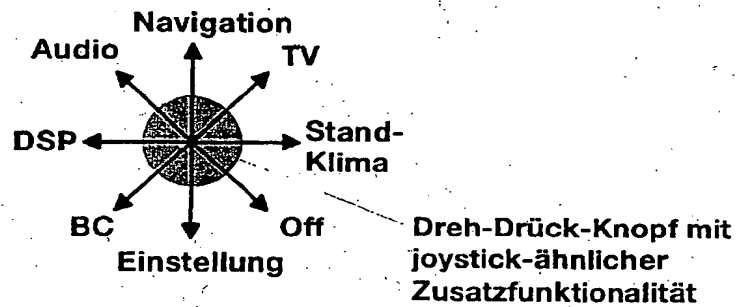 Navigation
Audio
TV
DSP
Stand-
Klima
BC
Off
Einstellung
Dreh-Drück-Knopf mit
joystick-ähnlicher
Zusatzfunktionalität